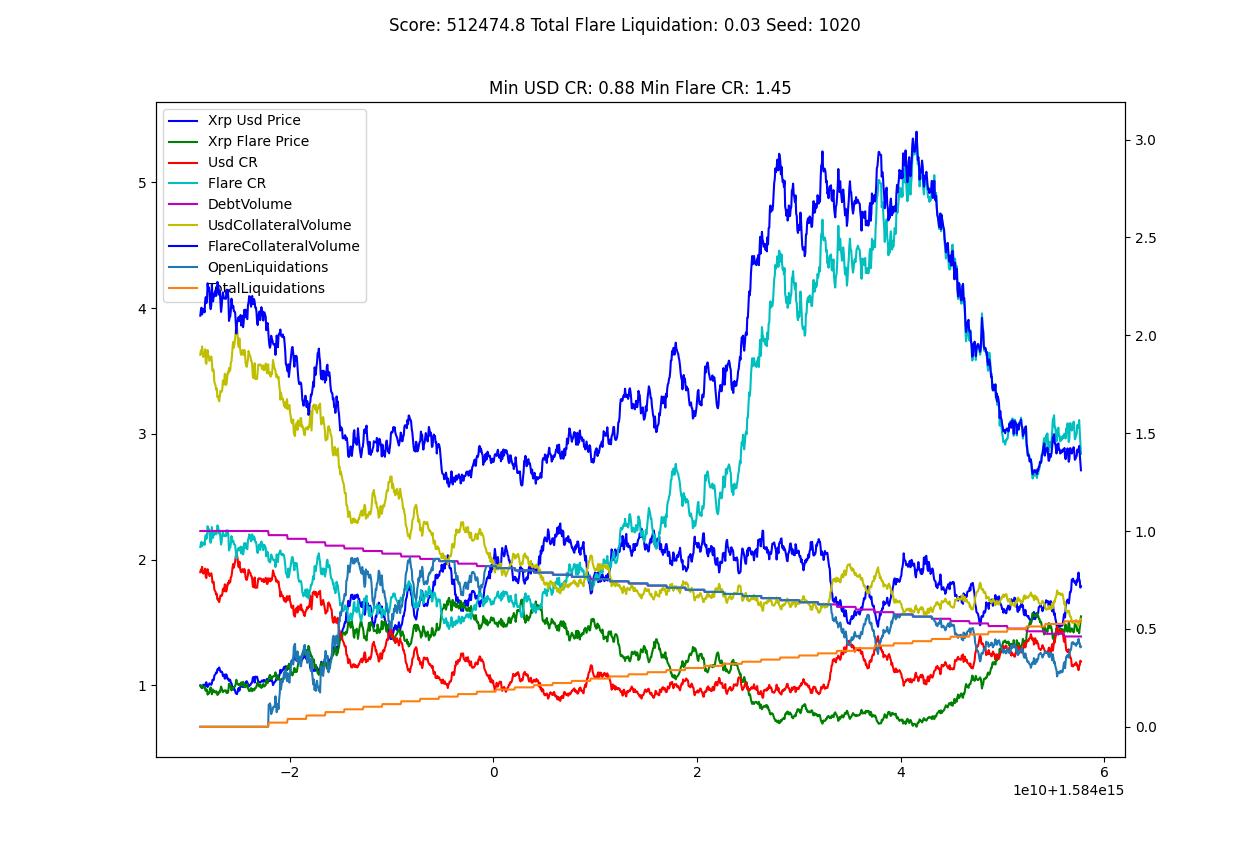 Score: 512474.8 Total Flare Liquidation: 0.03 Seed: 1020
Min USD CR: 0.88 Min Flare CR: 1.45
Xrp Usd Price
Xrp Flare Price
Usd CR
Flare CR
DebtVolume
UsdCollateralVolume
FlareCollateralVolume
OpenLiquidations
TotalLiquidations
5
4
3
2
1
3.0
2.5
2.0
1.5
1.0
0.5
0.0
−2
0
2
4
6
1e10+1.584e15